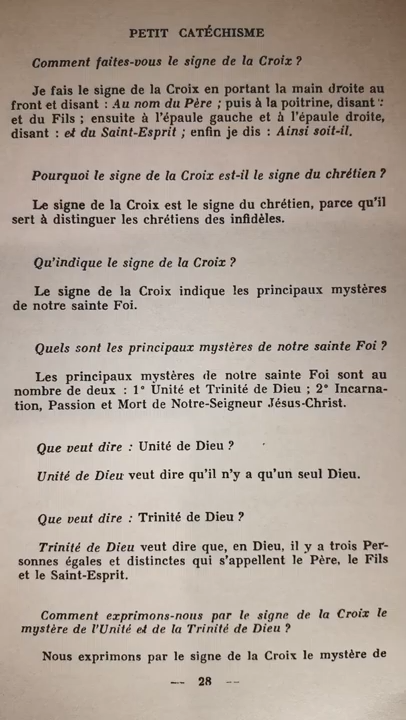 PETIT CATÉCHISME
Comment faites-vous le signe de la Croix ?
Je fais le signe de la Croix en portant la main droite au
front et disant : Au nom du Père ; puis à la poitrine, disant :
et du Fils ; ensuite à l'épaule gauche et à l'épaule droite,
disant : et du Saint-Esprit ; enfin je dis : Ainsi soit-il.
Pourquoi le signe de la Croix est-il le signe du chrétien ?
Le signe de la Croix est le signe du chrétien, parce qu'il
sert à distinguer les chrétiens des infidèles.
Qu'indique le signe de la Croix ?
Le signe de la Croix indique les principaux mystères
de notre sainte Foi.
Quels sont les principaux mystères de notre sainte Foi ?
Les principaux mystères de notre sainte Foi sont au
nombre de deux : 1° Unité et Trinité de Dieu ; 2° Incarna-
tion, Passion et Mort de Notre-Seigneur Jésus-Christ.
Que veut dire : Unité de Dieu ?
Unité de Dieu veut dire qu'il n'y a qu'un seul Dieu.
Que veut dire : Trinité de Dieu ?
Trinité de Dieu veut dire que, en Dieu, il y a trois Per-
sonnes égales et distinctes qui s'appellent le Père, le Fils
et le Saint-Esprit.
Comment exprimons-nous par le signe de la Croix le
mystère de l'Unité et de la Trinité de Dieu ?
Nous exprimons par le signe de la Croix le mystère de
— 28 —